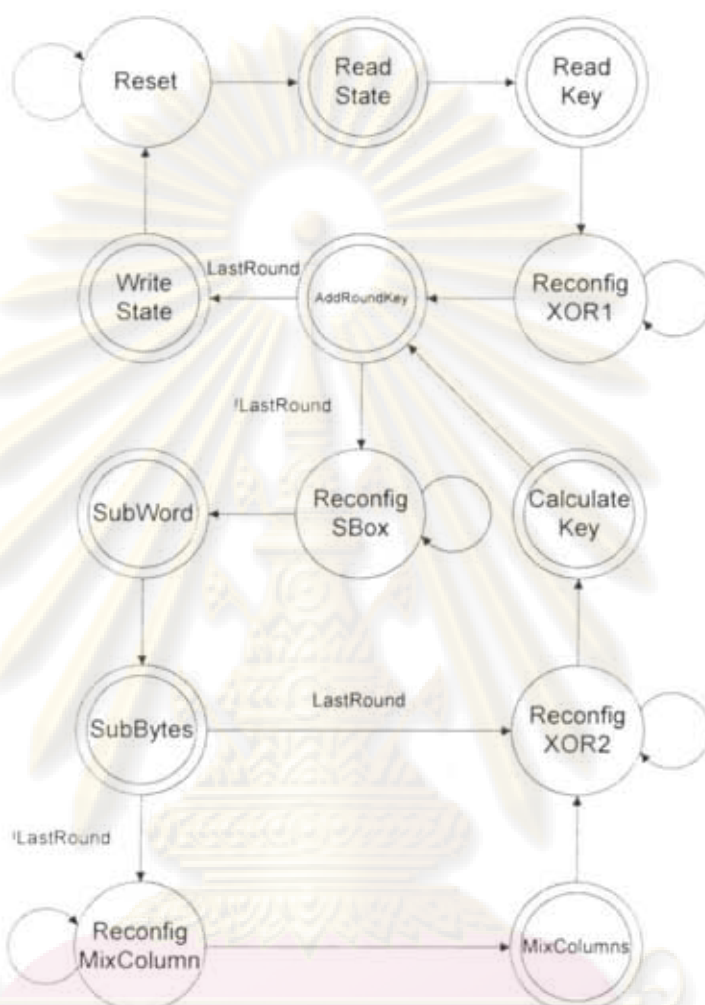 Reset
Read
State
Read
Key
Write
State
LastRound
AddRoundKey
Reconfig
XOR1
!LastRound
SubWord
Reconfig
SBox
Calculate
Key
SubBytes
LastRound
Reconfig
XOR2
!LastRound
Reconfig
MixColumn
MixColumns